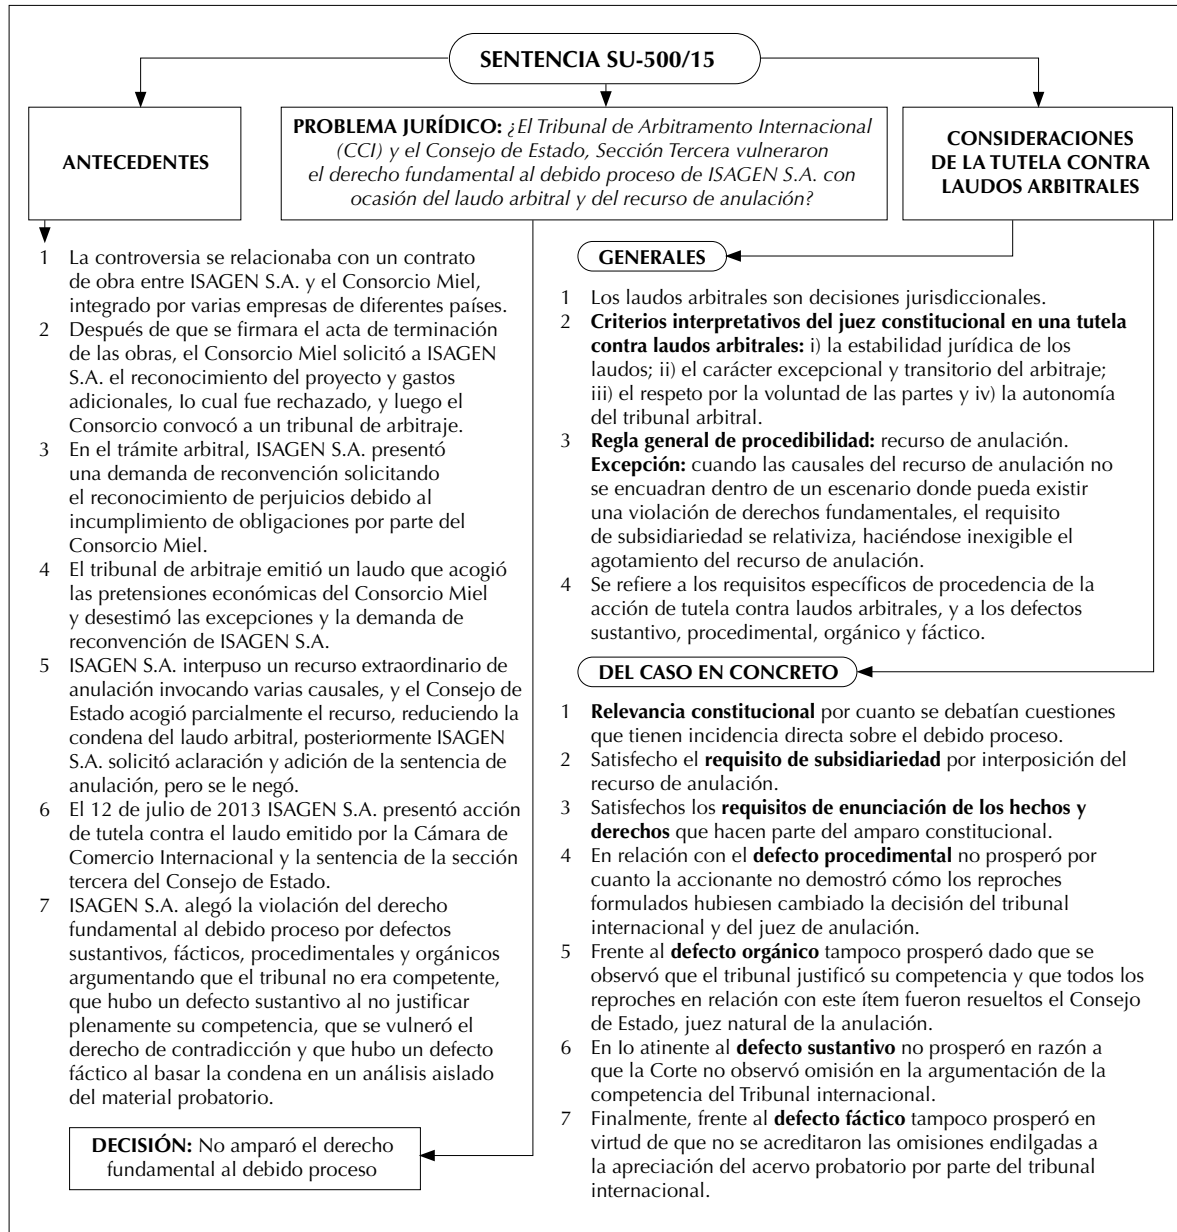 SENTENCIA SU-500/15
ANTECEDENTES
PROBLEMA JURÍDICO: ¿El Tribunal de Arbitramento Internacional
(CCI) y el Consejo de Estado, Sección Tercera vulneraron
el derecho fundamental al debido proceso de ISAGEN S.A. con
ocasión del laudo arbitral y del recurso de anulación?
CONSIDERACIONES
DE LA TUTELA CONTRA
LAUDOS ARBITRALES
1 La controversia se relacionaba con un contrato
de obra entre ISAGEN S.A. y el Consorcio Miel,
integrado por varias empresas de diferentes países.
2 Después de que se firmara el acta de terminación
de las obras, el Consorcio Miel solicitó a ISAGEN
S.A. el reconocimiento del proyecto y gastos
adicionales, lo cual fue rechazado, y luego el
Consorcio convocó a un tribunal de arbitraje.
3 En el trámite arbitral, ISAGEN S.A. presentó
una demanda de reconvención solicitando
el reconocimiento de perjuicios debido al
incumplimiento de obligaciones por parte del
Consorcio Miel.
4 El tribunal de arbitraje emitió un laudo que acogió
las pretensiones económicas del Consorcio Miel
y desestimó las excepciones y la demanda de
reconvención de ISAGEN S.A.
5 ISAGEN S.A. interpuso un recurso extraordinario de
anulación invocando varias causales, y el Consejo de
Estado acogió parcialmente el recurso, reduciendo la
condena del laudo arbitral, posteriormente ISAGEN
S.A. solicitó aclaración y adición de la sentencia de
anulación, pero se le negó.
6 El 12 de julio de 2013 ISAGEN S.A. presentó acción
de tutela contra el laudo emitido por la Cámara de
Comercio Internacional y la sentencia de la sección
tercera del Consejo de Estado.
7 ISAGEN S.A. alegó la violación del derecho
fundamental al debido proceso por defectos
sustantivos, fácticos, procedimentales y orgánicos
argumentando que el tribunal no era competente,
que hubo un defecto sustantivo al no justificar
plenamente su competencia, que se vulneró el
derecho de contradicción y que hubo un defecto
fáctico al basar la condena en un análisis aislado
del material probatorio.
DECISIÓN: No amparó el derecho
fundamental al debido proceso
GENERALES
1 Los laudos arbitrales son decisiones jurisdiccionales.
2 Criterios interpretativos del juez constitucional en una tutela
contra laudos arbitrales: i) la estabilidad jurídica de los
laudos; ii) el carácter excepcional y transitorio del arbitraje;
iii) el respeto por la voluntad de las partes y iv) la autonomía
del tribunal arbitral.
3 Regla general de procedibilidad: recurso de anulación.
Excepción: cuando las causales del recurso de anulación no
se encuadran dentro de un escenario donde pueda existir
una violación de derechos fundamentales, el requisito
de subsidiariedad se relativiza, haciéndose inexigible el
agotamiento del recurso de anulación.
4 Se refiere a los requisitos específicos de procedencia de la
acción de tutela contra laudos arbitrales, y a los defectos
sustantivo, procedimental, orgánico y fáctico.
DEL CASO EN CONCRETO
1 Relevancia constitucional por cuanto se debatían cuestiones
que tienen incidencia directa sobre el debido proceso.
2 Satisfecho el requisito de subsidiariedad por interposición del
recurso de anulación.
3 Satisfechos los requisitos de enunciación de los hechos y
derechos que hacen parte del amparo constitucional.
4 En relación con el defecto procedimental no prosperó por
cuanto la accionante no demostró cómo los reproches
formulados hubiesen cambiado la decisión del tribunal
internacional y del juez de anulación.
5 Frente al defecto orgánico tampoco prosperó dado que se
observó que el tribunal justificó su competencia y que todos los
reproches en relación con este ítem fueron resueltos el Consejo
de Estado, juez natural de la anulación.
6 En lo atinente al defecto sustantivo no prosperó en razón a
que la Corte no observó omisión en la argumentación de la
competencia del Tribunal internacional.
7 Finalmente, frente al defecto fáctico tampoco prosperó en
virtud de que no se acreditaron las omisiones endilgadas a
la apreciación del acervo probatorio por parte del tribunal
internacional.